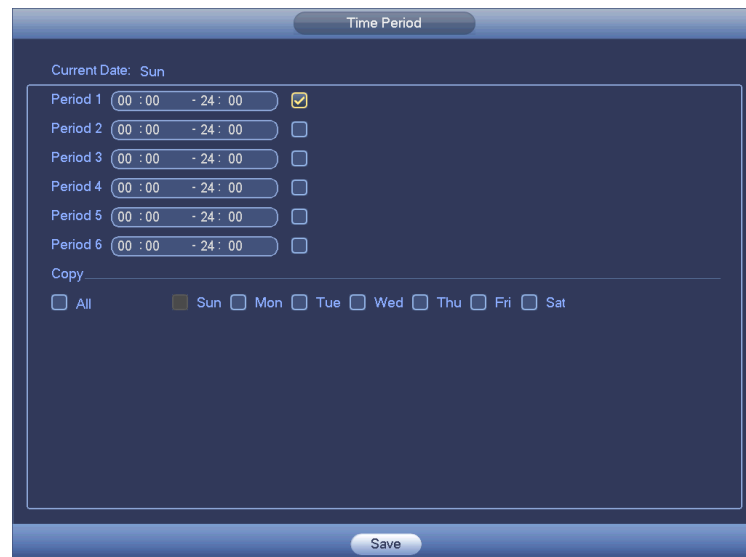 Time Period
Current Date: Sun
Period 1 00 : 00 - 24 : 00
Period 2 00 : 00 - 24 : 00
Period 3 00 : 00 - 24 : 00
Period 4 00 : 00 - 24 : 00
Period 5 00 : 00 - 24 : 00
Period 6 00 : 00 - 24 : 00
Copy
All Sun Mon Tue Wed Thu Fri Sat
Save